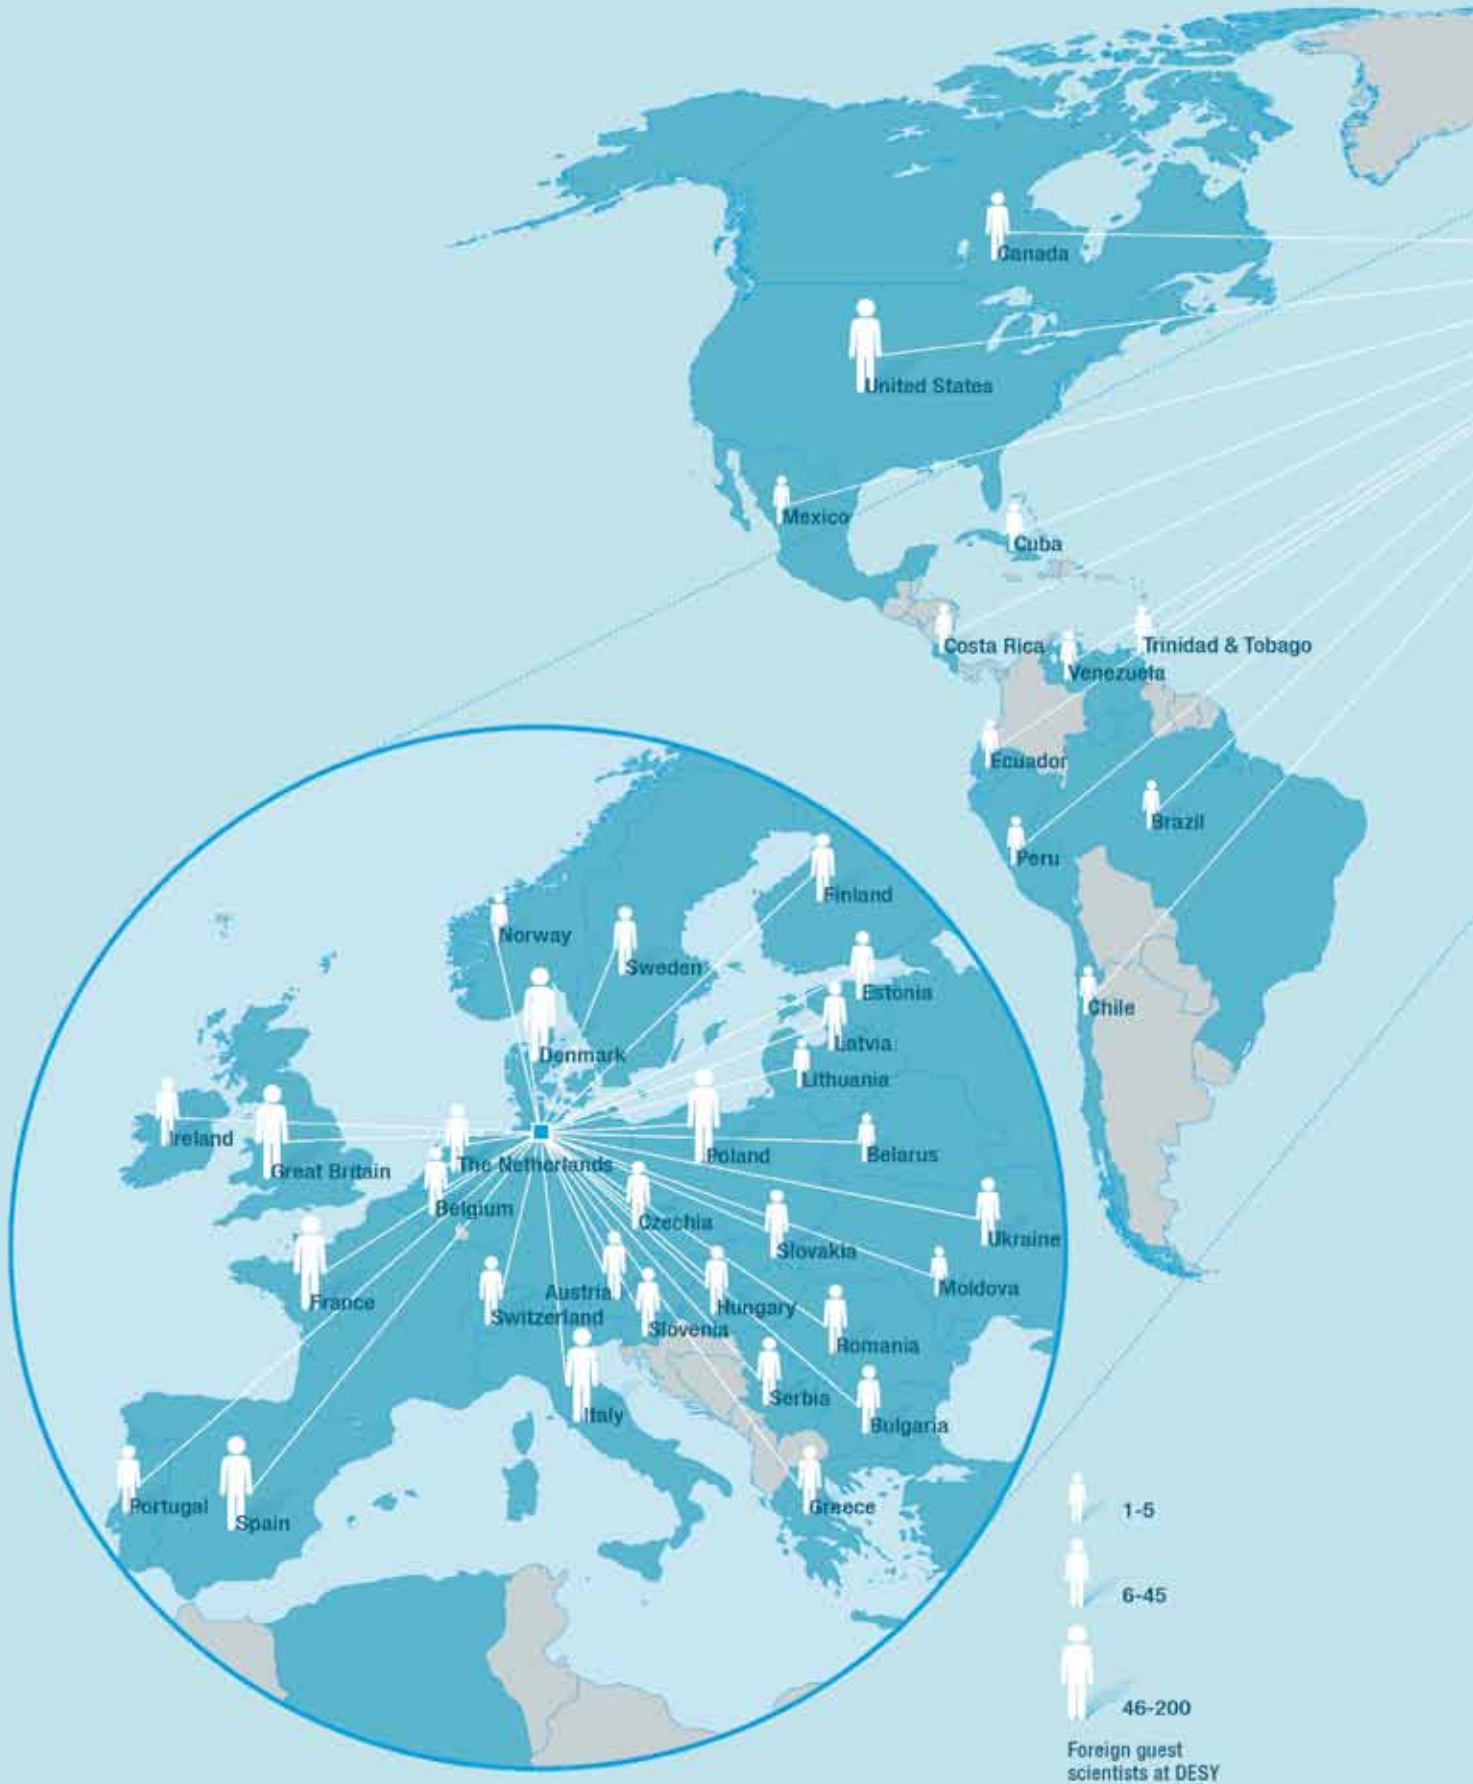 Canada
United States
Mexico
Cuba
Costa Rica
Trinidad & Tobago
Venezuela
Ecuador
Brazil
Peru
Chile
Finland
Norway
Sweden
Estonia
Denmark
Latvia
Lithuania
Ireland
Great Britain
The Netherlands
Poland
Belarus
Belgium
Czechia
Slovakia
Ukraine
France
Austria
Switzerland
Hungary
Moldova
Slovenia
Romania
Serbia
Italy
Bulgaria
Portugal
Spain
Greece
1-5
6-45
46-200
Foreign guest
scientists at DESY